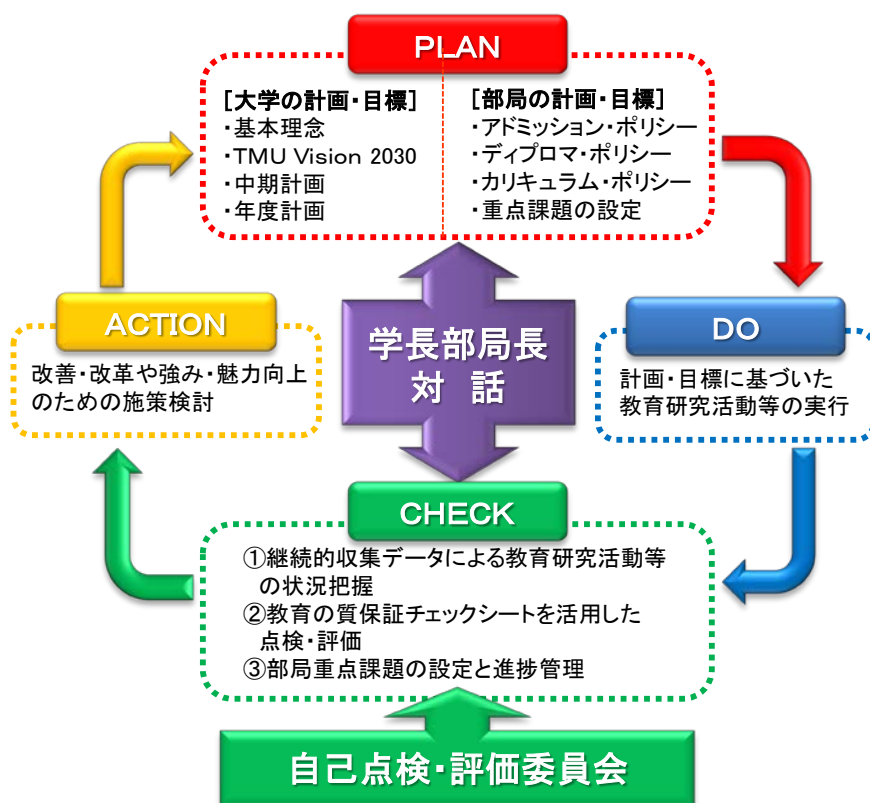 PLAN
[大学の計画・目標]
・基本理念
・TMU Vision 2030
・中期計画
・年度計画
[部局の計画・目標]
・アドミッション・ポリシー
・ディプロマ・ポリシー
・カリキュラム・ポリシー
・重点課題の設定
ACTION
改善・改革や強み・魅力向上
のための施策検討
学長部局長
対 話
DO
計画・目標に基づいた
教育研究活動等の実行
CHECK
①継続的収集データによる教育研究活動等
の状況把握
②教育の質保証チェックシートを活用した
点検・評価
③部局重点課題の設定と進捗管理
自己点検・評価委員会